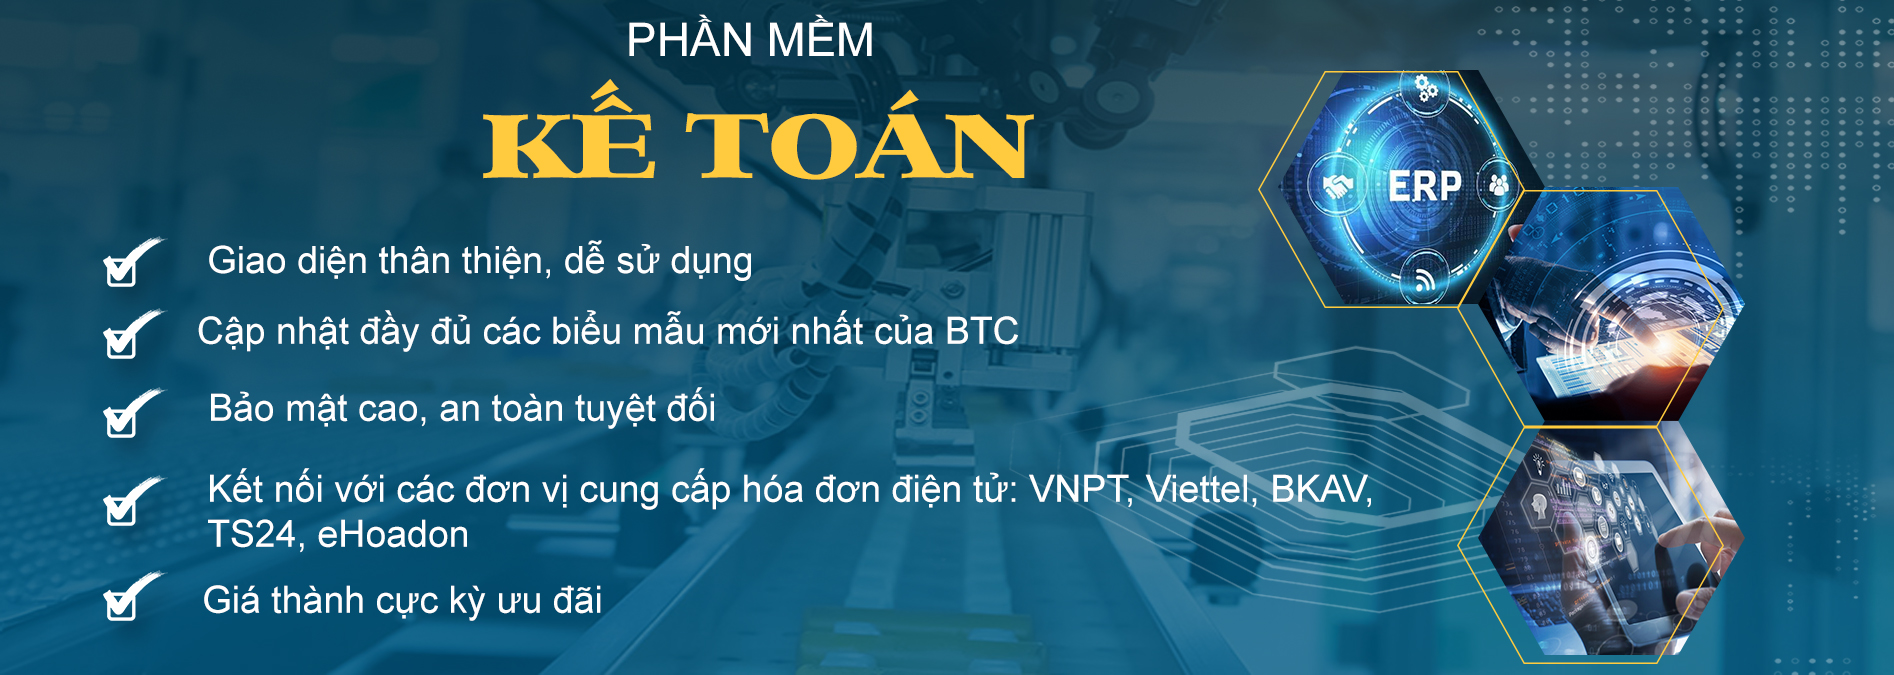 PHẦN MỀM
KẾ TOÁN
Giao diện thân thiện, dễ sử dụng
Cập nhật đầy đủ các biểu mẫu mới nhất của BTC
Bảo mật cao, an toàn tuyệt đối
Kết nối với các đơn vị cung cấp hóa đơn điện tử: VNPT, Viettel, BKAV,
TS24, eHoadon
Giá thành cực kỳ ưu đãi
ERP